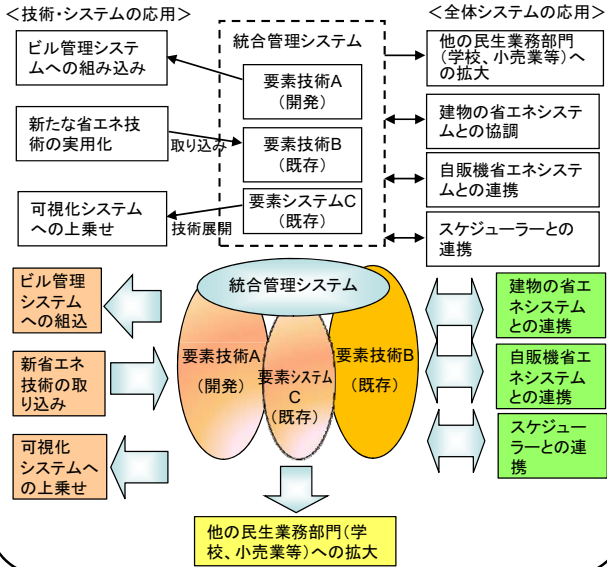 ＜技術・システムの応用＞
＜全体システムの応用＞
ビル管理システ
ムへの組み込み
統合管理システム
他の民生業務部門
(学校、小売業等)へ
の拡大
要素技術A
(開発)
新たな省エネ技
術の実用化
取り込み
要素技術B
(既存)
建物の省エネシステ
ムとの協調
自販機省エネシステ
ムとの連携
可視化システム
への上乗せ
技術展開
要素システムC
(既存)
スケジューラーとの
連携
ビル管理
システム
への組込
統合管理システム
建物の省エ
ネシステム
との連携
新省エネ
技術の取
り込み
要素技術A
(開発)
要素システム
C
(既存)
要素技術B
(既存)
自販機省エ
ネシステム
との連携
可視化
システムへ
の上乗せ
スケジュー
ラーとの連
携
他の民生業務部門(学
校、小売業等)への拡大